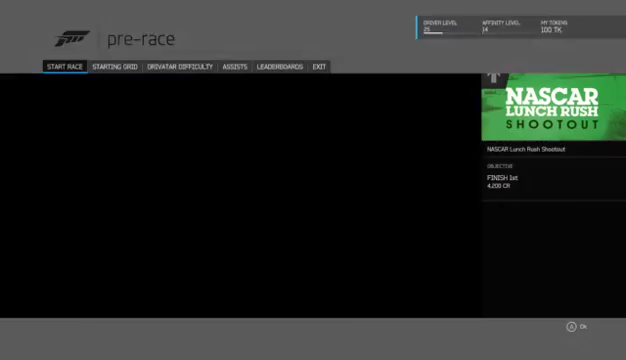 pre-race
DRIVER LEVEL
25
AFFINITY LEVEL
14
MY TOKENS
100 TK
START RACE
STARTING GRID
DRIVATAR DIFFICULTY
ASSISTS
LEADERBOARDS
EXIT
NASCAR
LUNCH RUSH
SHOOTOUT
NASCAR Lunch Rush Shootout
OBJECTIVE
FINISH 1st
4,200 CR
A Ok